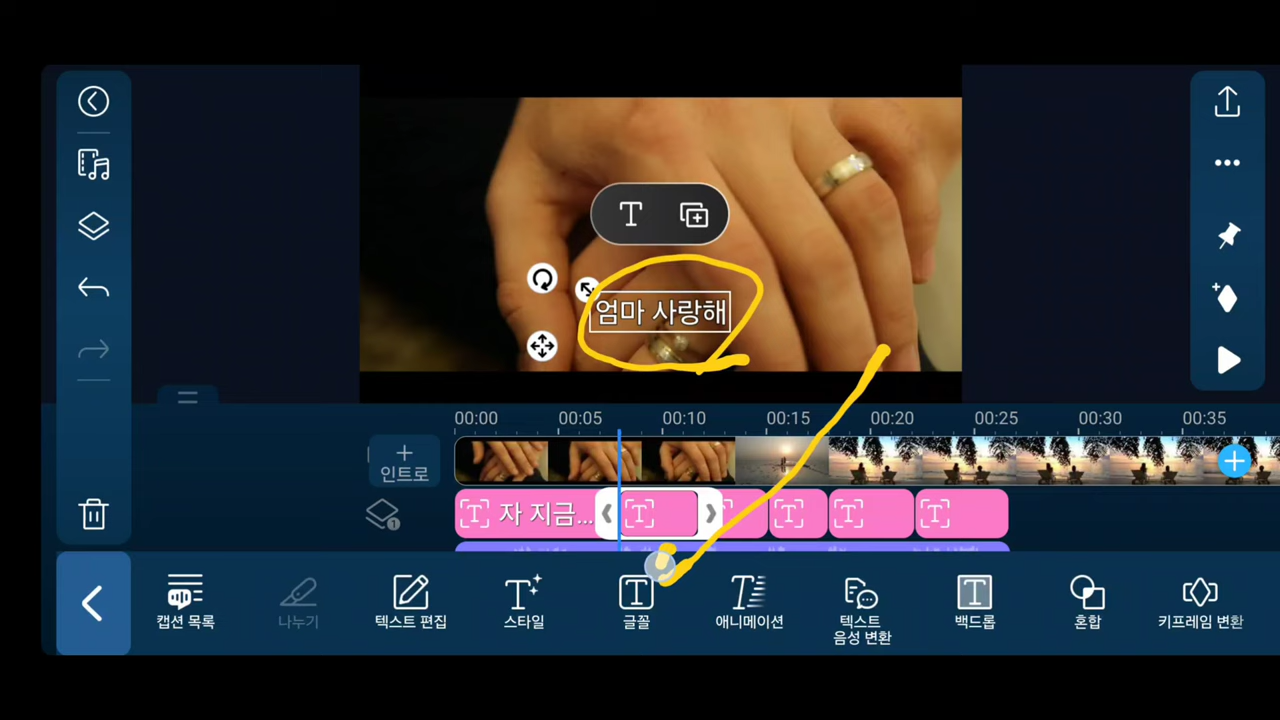 엄마 사랑해
00:00 00:05 00:10 00:15 00:20 00:25 00:30 00:35
인트로
자 지금...
1
캡션 목록
나누기
텍스트 편집
스타일
글꼴
애니메이션
텍스트
음성 변환
백드롭
혼합
키프레임 변환